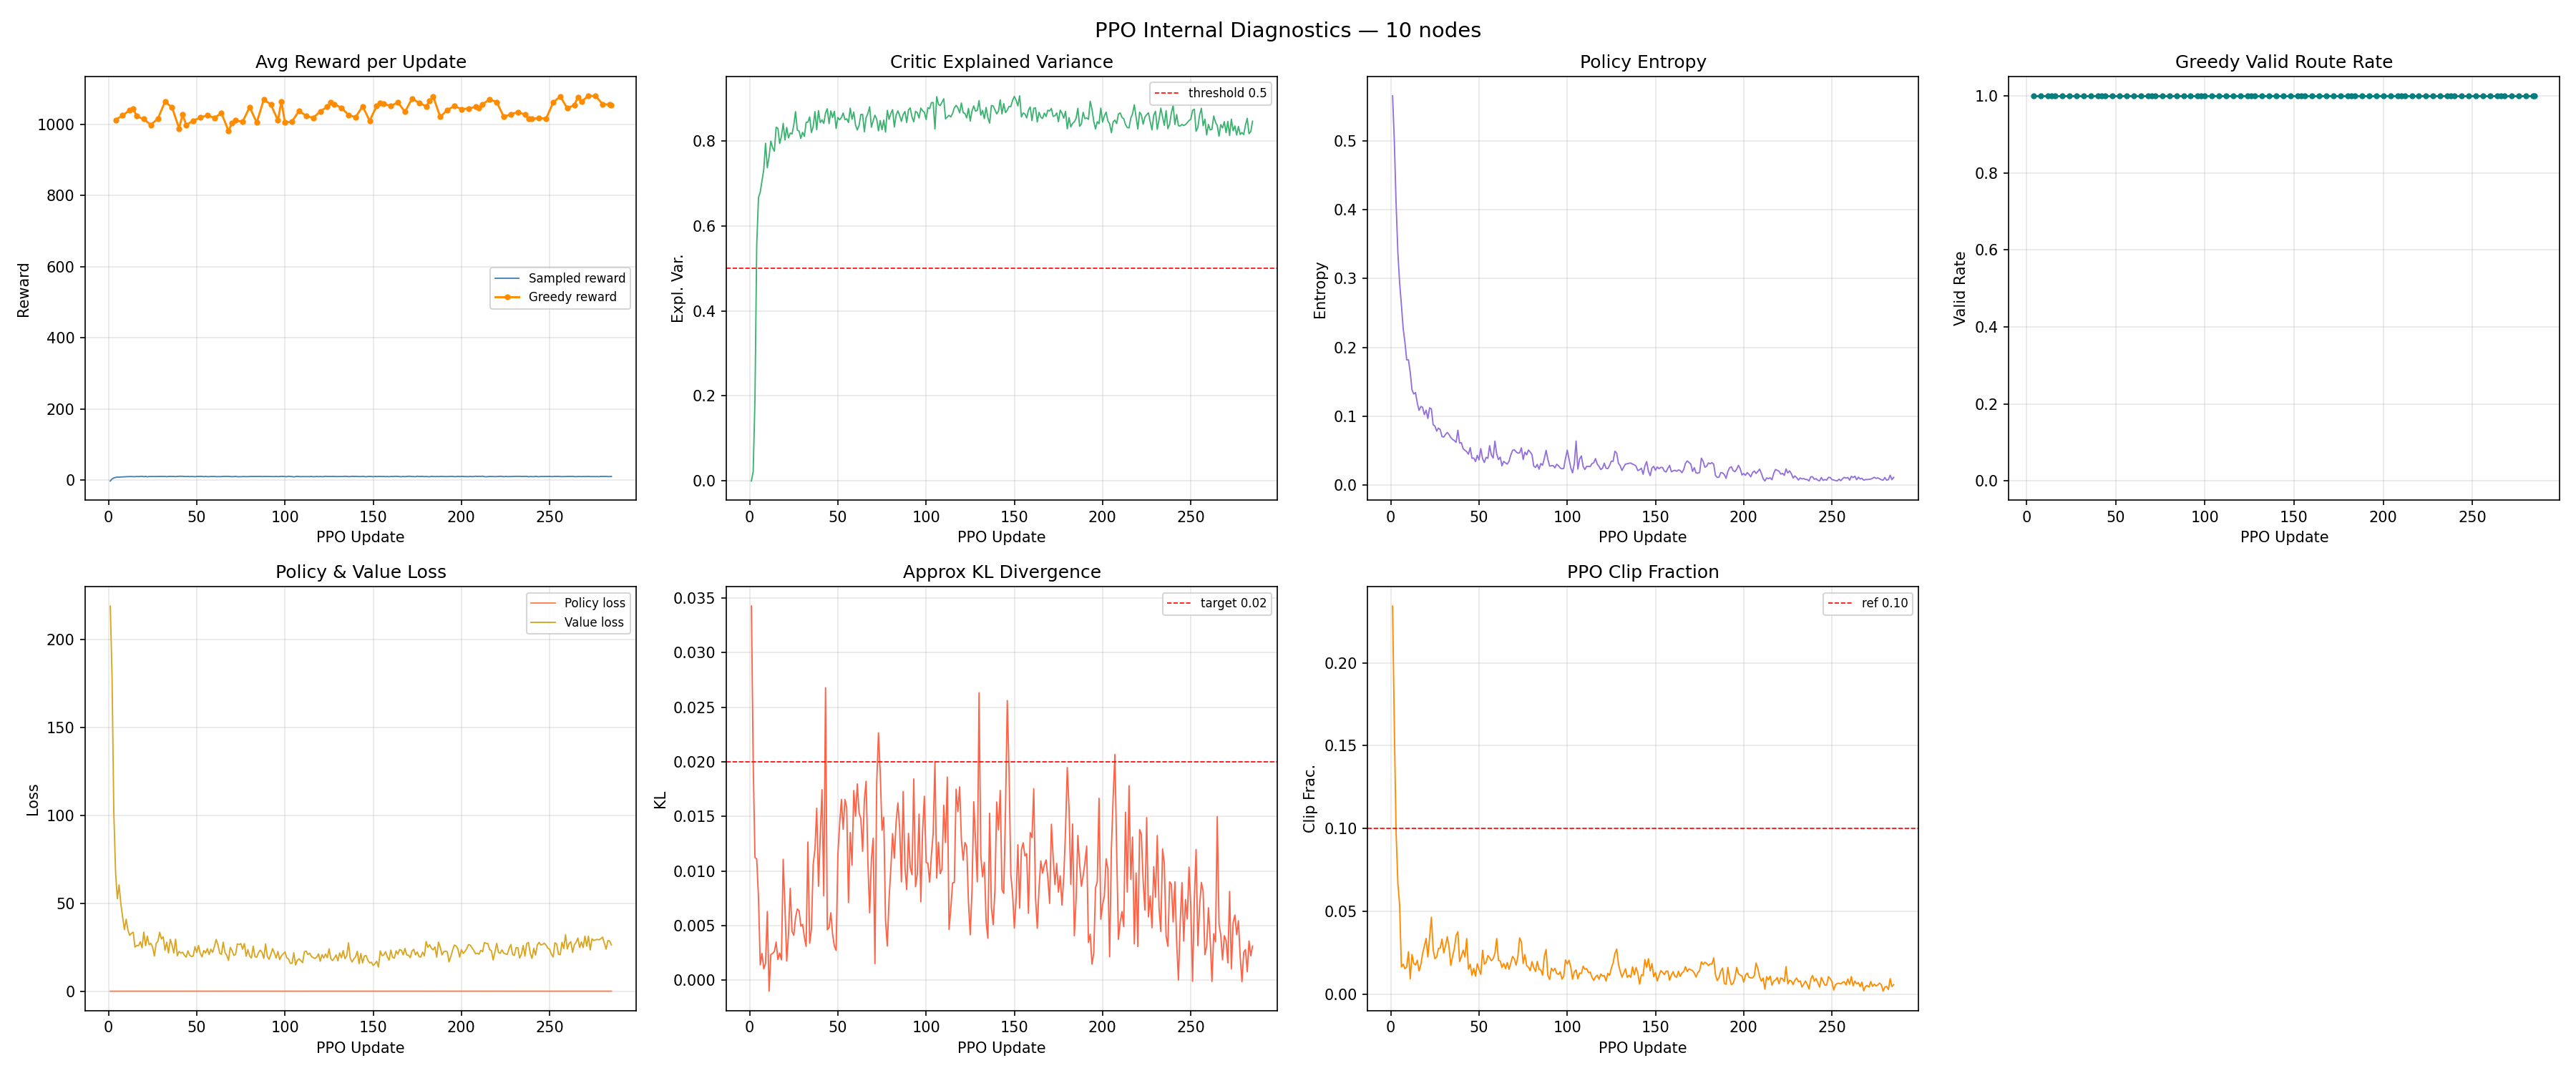 PPO Internal Diagnostics — 10 nodes
Avg Reward per Update
Reward
1000
800
600
400
200
0
Sampled reward
Greedy reward
0 50 100 150 200 250
PPO Update
Critic Explained Variance
Expl. Var.
0.8
0.6
0.4
0.2
0.0
threshold 0.5
0 50 100 150 200 250
PPO Update
Policy Entropy
Entropy
0.5
0.4
0.3
0.2
0.1
0.0
0 50 100 150 200 250
PPO Update
Greedy Valid Route Rate
Valid Rate
1.0
0.8
0.6
0.4
0.2
0.0
0 50 100 150 200 250
PPO Update
Policy & Value Loss
Loss
200
150
100
50
0
Policy loss
Value loss
0 50 100 150 200 250
PPO Update
Approx KL Divergence
KL
0.035
0.030
0.025
0.020
0.015
0.010
0.005
0.000
target 0.02
0 50 100 150 200 250
PPO Update
PPO Clip Fraction
Clip Frac.
0.20
0.15
0.10
0.05
0.00
ref 0.10
0 50 100 150 200 250
PPO Update